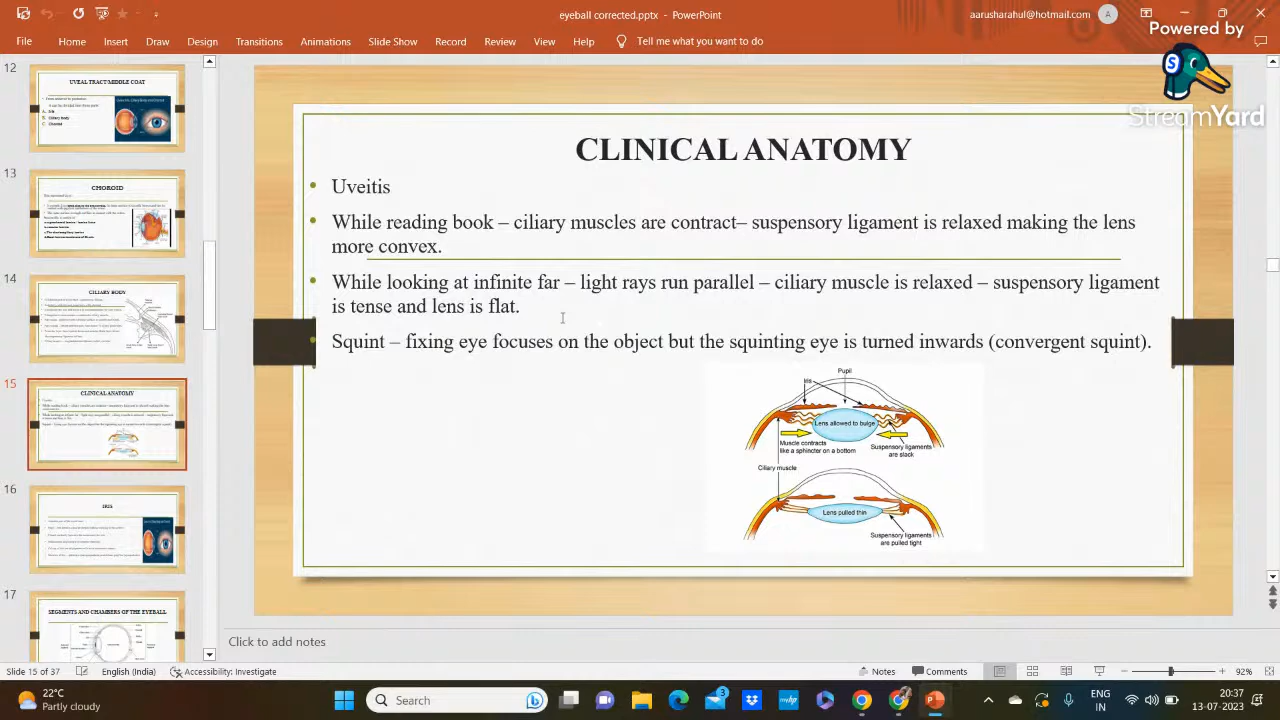 eyeball corrected.pptx - PowerPoint
aarusharahul@hotmail.com
A
Powered by
StreamYard
File Home Insert Draw Design Transitions Animations Slide Show Record Review View Help Tell me what you want to do
12
UVEAL TRACT/MIDDLE COAT
13
CHOROID
14
CILIARY BODY
15
CLINICAL ANATOMY
16
IRIS
17
SEGMENTS AND CHAMBERS OF THE EYEBALL
CLINICAL ANATOMY
Uveitis
While reading book – ciliary muscles are contract–suspensory ligament is relaxed making the lens
more convex.
While looking at infinite far – light rays run parallel – ciliary muscle is relaxed – suspensory ligament
is tense and lens is flat.
Squint – fixing eye focuses on the object but the squinting eye is turned inwards (convergent squint).
Pupil
Iris
Lens allowed to bulge
Muscle contracts
like a sphincter on a bottom
Suspensory ligaments
are slack
Ciliary muscle
Lens pulled thin
Suspensory ligaments
are pulled tight
Click to add notes
Slide 15 of 37 English (India) Accessibility: Investigate Notes Comments 92%
22°C
Partly cloudy
Search
3
ENG
IN
20:37
13-07-2023